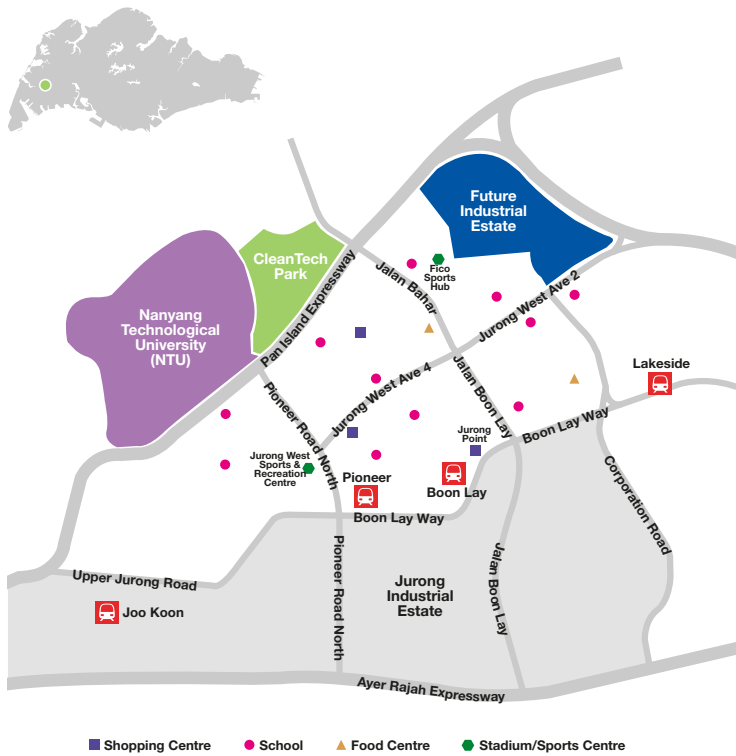 Future
Industrial
Estate
CleanTech
Park
Jalan Bahar
Fico
Sports
Hub
Nanyang
Technological
University
(NTU)
Pan Island Expressway
Jurong West Ave 2
Jurong West Ave 4
Jalan Boon Lay
Lakeside
Pioneer Road North
Boon Lay Way
Jurong
Point
Jurong West
Sports &
Recreation
Centre
Pioneer
Boon Lay
Boon Lay Way
Corporation Road
Pioneer Road North
Jalan Boon Lay
Upper Jurong Road
Jurong
Industrial
Estate
Joo Koon
Ayer Rajah Expressway
Shopping Centre
School
Food Centre
Stadium/Sports Centre